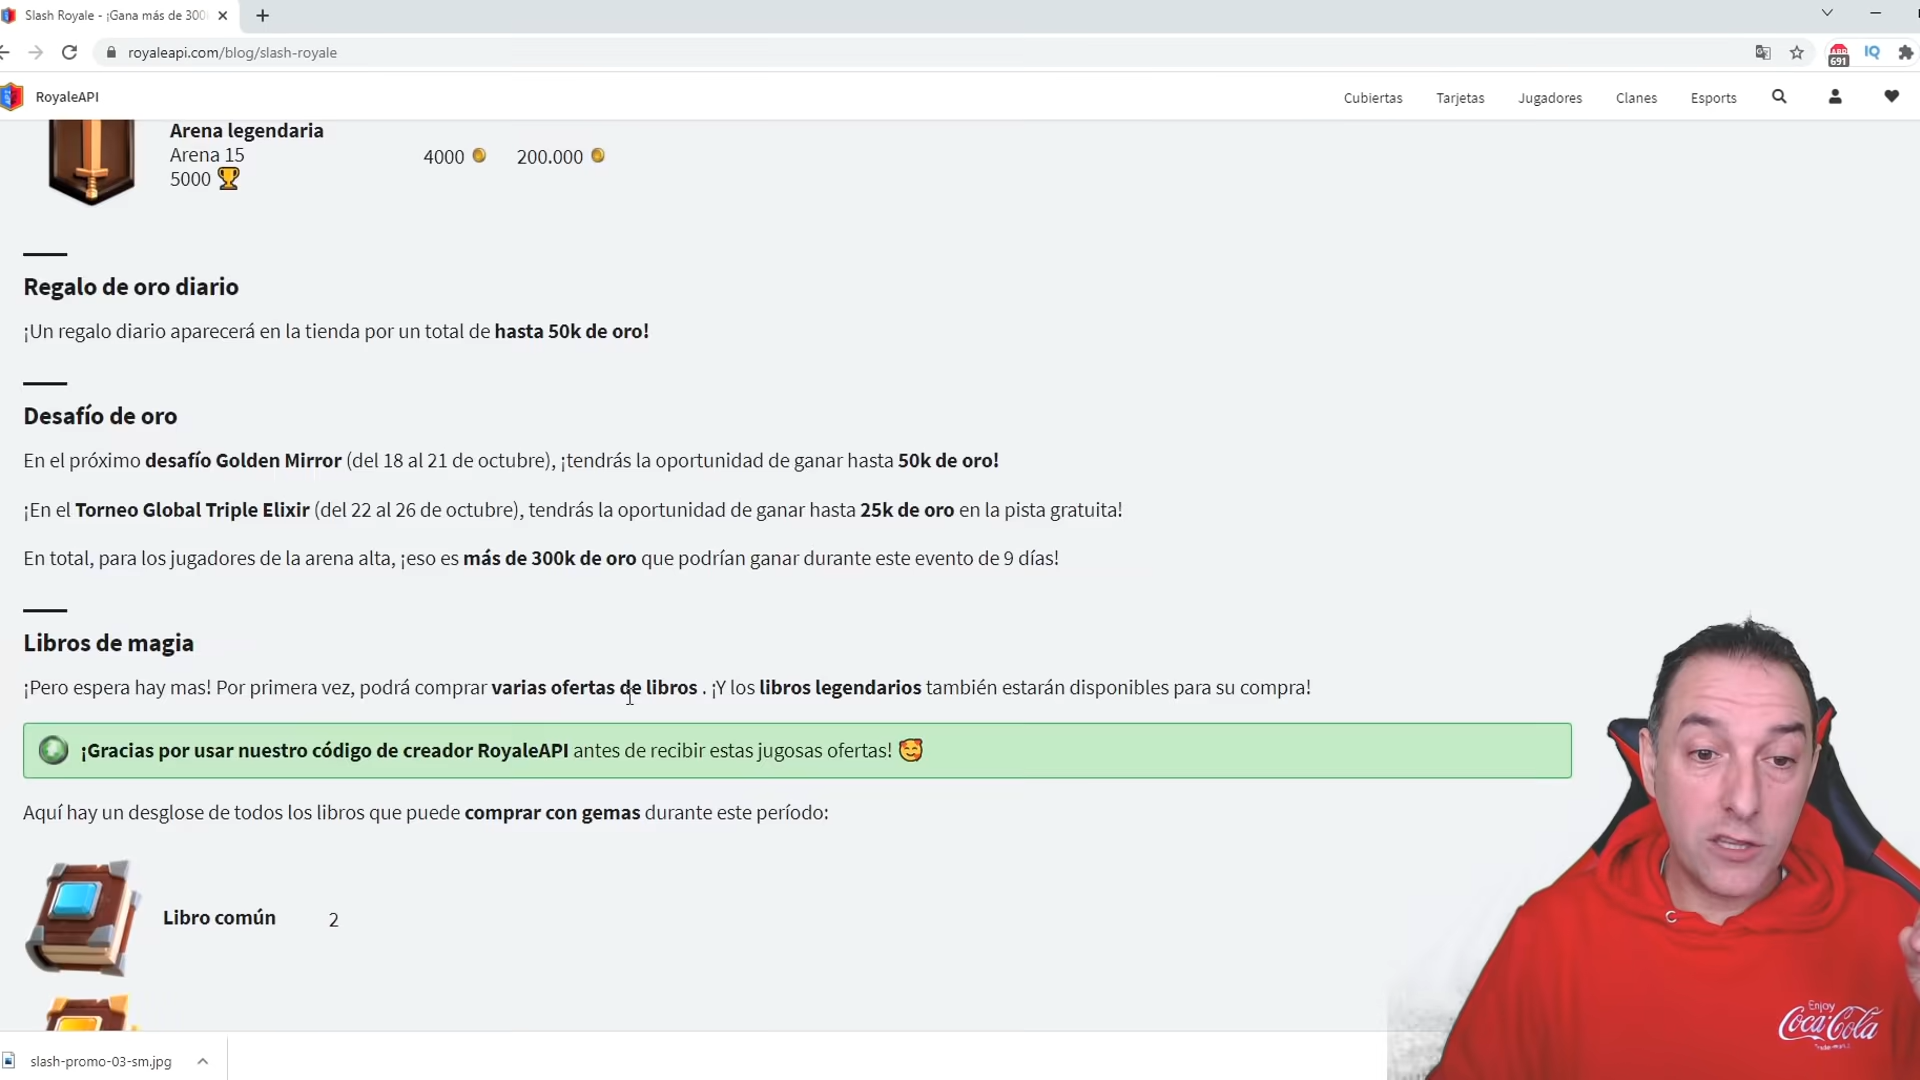 Slash Royale - ¡Gana más de 300
royaleapi.com/blog/slash-royale
ABP
691
IQ
RoyaleAPI
Cubiertas
Tarjetas
Jugadores
Clanes
Esports
Arena legendaria
Arena 15
4000
200.000
5000
Regalo de oro diario
¡Un regalo diario aparecerá en la tienda por un total de hasta 50k de oro!
Desafío de oro
En el próximo desafío Golden Mirror (del 18 al 21 de octubre), ¡tendrás la oportunidad de ganar hasta 50k de oro!
¡En el Torneo Global Triple Elixir (del 22 al 26 de octubre), tendrás la oportunidad de ganar hasta 25k de oro en la pista gratuita!
En total, para los jugadores de la arena alta, ¡eso es más de 300k de oro que podrían ganar durante este evento de 9 días!
Libros de magia
¡Pero espera hay mas! Por primera vez, podrá comprar varias ofertas de libros . ¡Y los libros legendarios también estarán disponibles para su compra!
¡Gracias por usar nuestro código de creador RoyaleAPI antes de recibir estas jugosas ofertas! 🥰
Aquí hay un desglose de todos los libros que puede comprar con gemas durante este período:
Libro común
2
Enjoy
Coca-Cola
slash-promo-03-sm.jpg